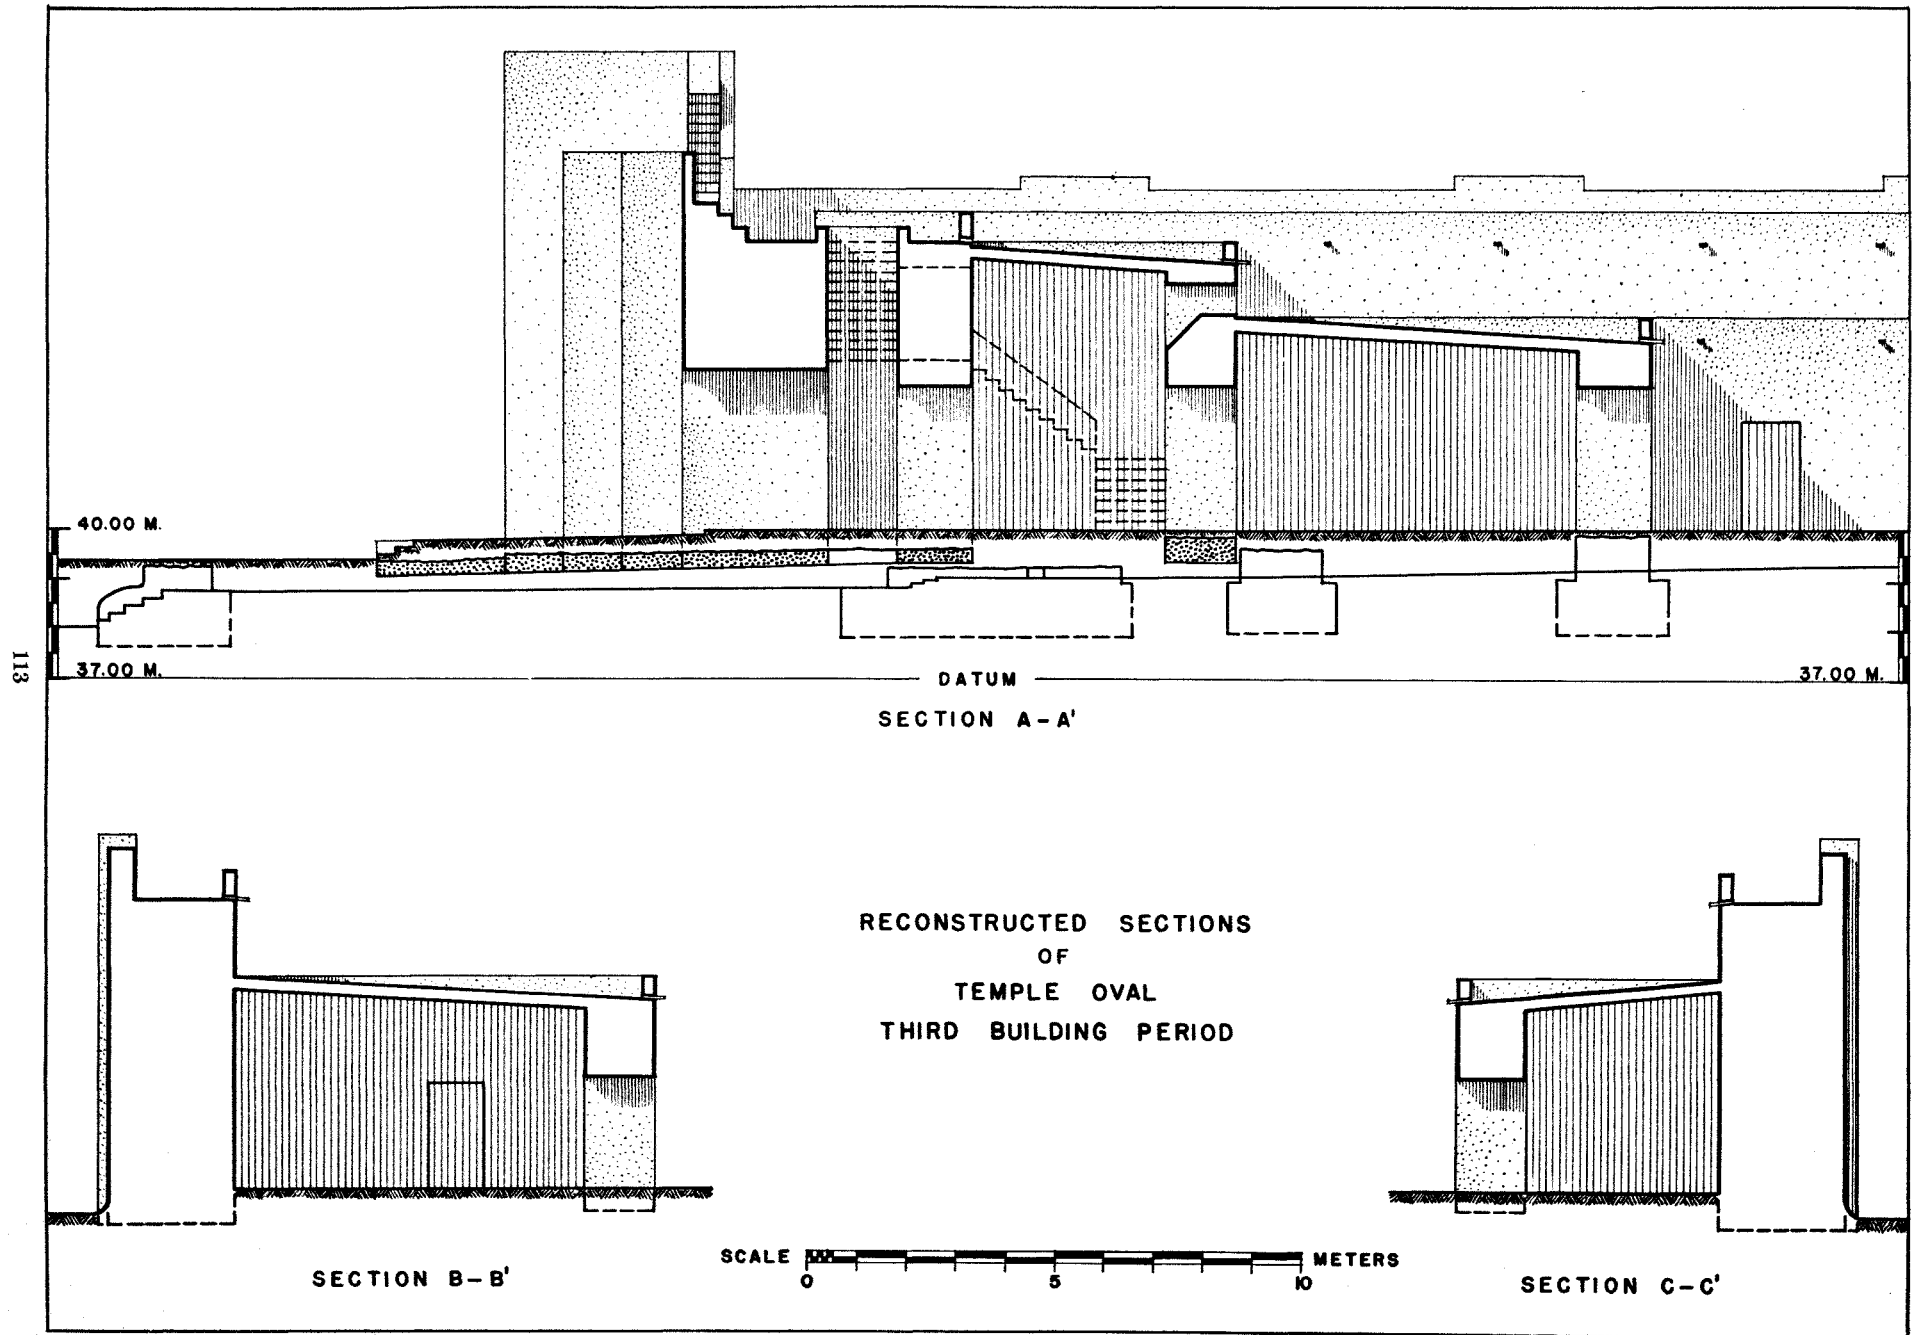 40.00 M.
37.00 M.
DATUM
37.00 M.
SECTION A-A'
113
RECONSTRUCTED SECTIONS
OF
TEMPLE OVAL
THIRD BUILDING PERIOD
SCALE
METERS
0 5 10
SECTION B-B'
SECTION C-C'